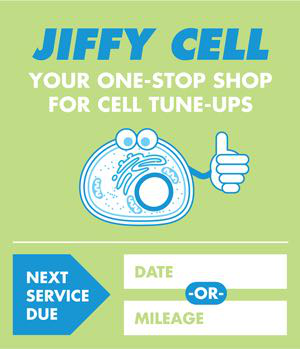 JIFFY CELL
YOUR ONE-STOP SHOP
FOR CELL TUNE-UPS
NEXT
SERVICE
DUE
DATE
-OR-
MILEAGE